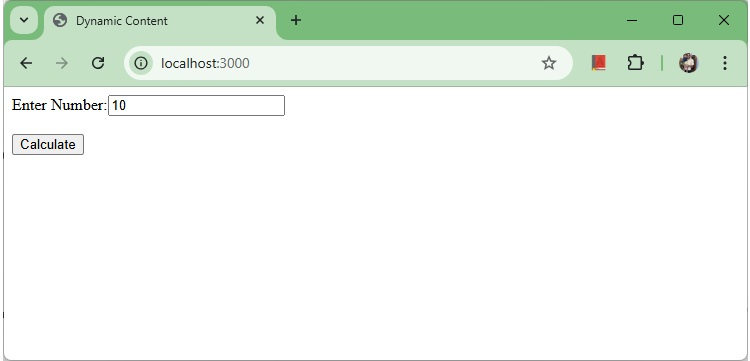 Dynamic Content
localhost:3000
Enter Number: 10
Calculate